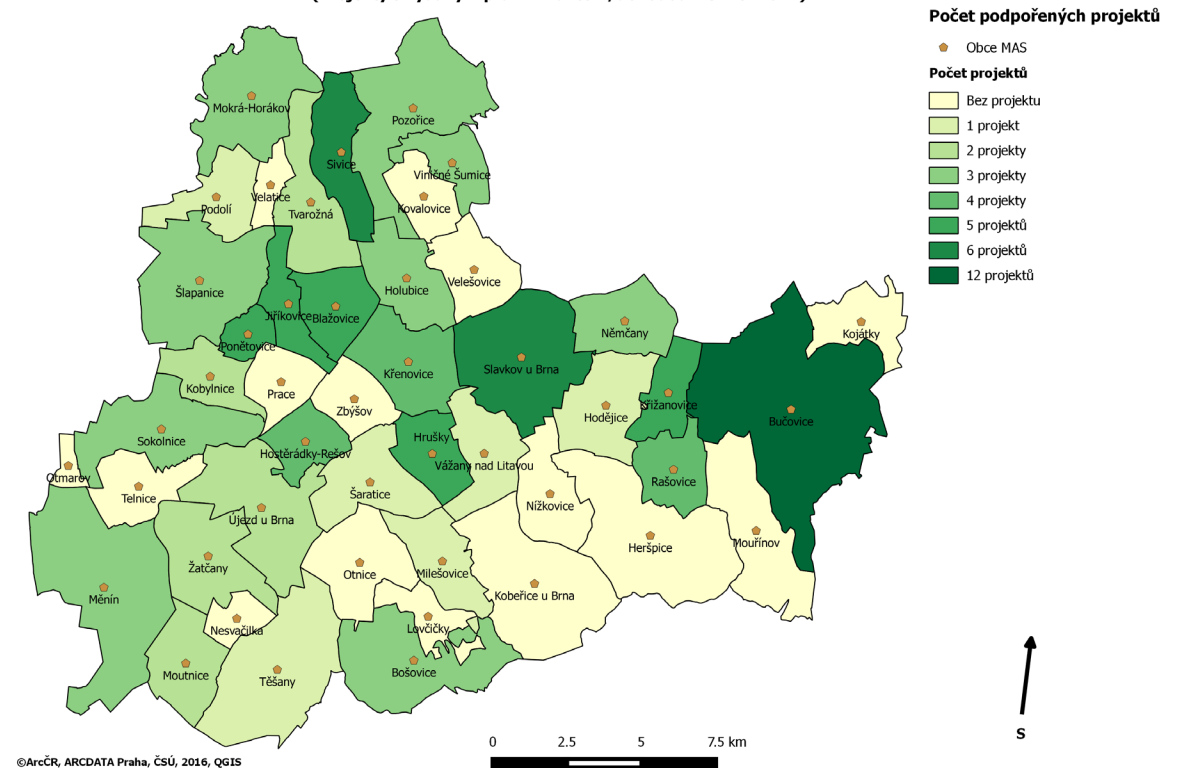 Počet podpořených projektů
Obce MAS
Počet projektů
Bez projektu
1 projekt
2 projekty
3 projekty
4 projekty
5 projektů
6 projektů
12 projektů
Mokrá-Horákov
Pozořice
Sivice
Viničné Šumice
Velatice
Podolí
Tvarožná
Kovalovice
Velešovice
Šlapanice
Holubice
Jiříkovice
Blažovice
Němčany
Kojátky
Ponětovice
Křenovice
Slavkov u Brna
Kobylnice
Prace
Zbýšov
Hodějice
Křižanovice
Bučovice
Sokolnice
Hrušky
Hostěrádky-Rešov
Vážany nad Litavou
Otmarov
Telnice
Šaratice
Rašovice
Nížkovice
Újezd u Brna
Heršpice
Mouřínov
Žatčany
Otnice
Milešovice
Měnín
Kobeřice u Brna
Nesvačilka
Lovčičky
Moutnice
Těšany
Bošovice
S
0 2.5 5 7.5 km
©ArcČR, ARCDATA Praha, ČSÚ, 2016, QGIS